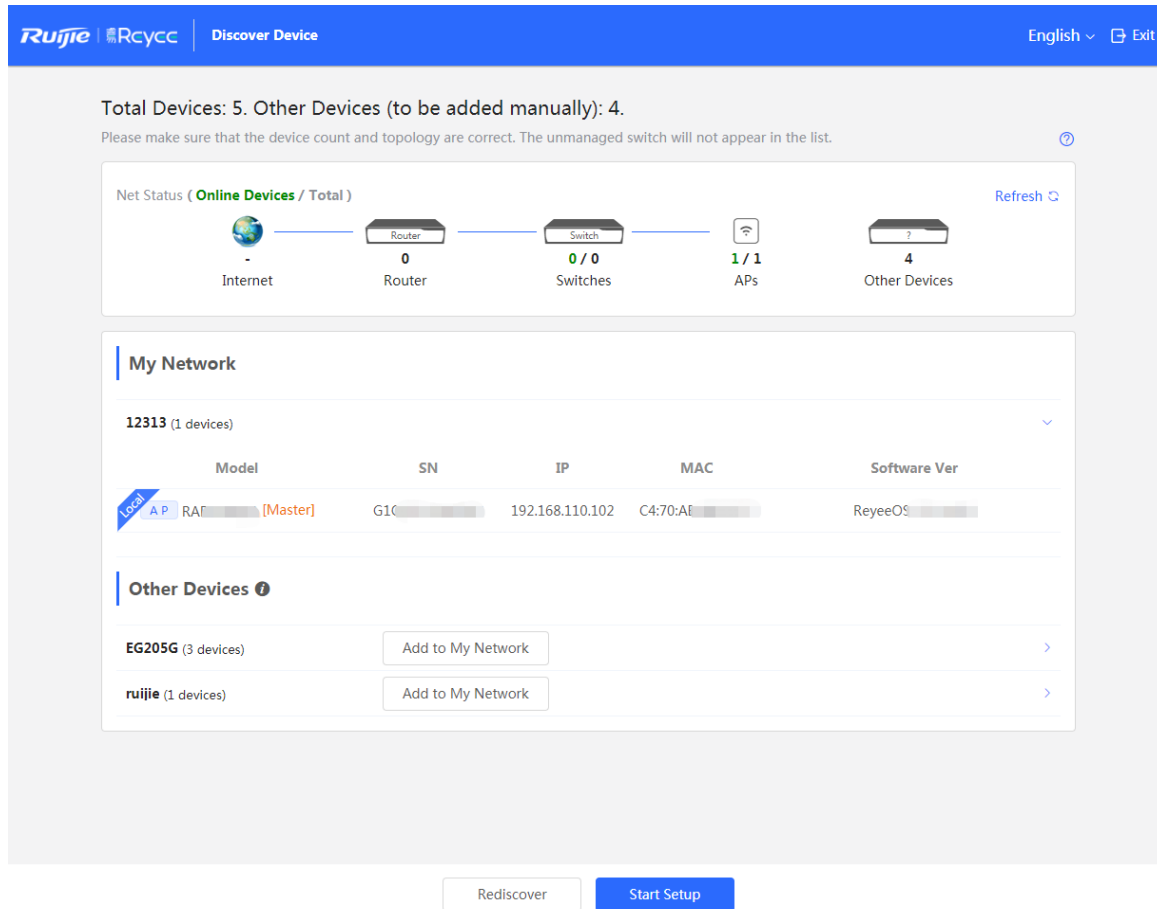 Ruijie Rcycc Discover Device English Exit
Total Devices: 5. Other Devices (to be added manually): 4.
Please make sure that the device count and topology are correct. The unmanaged switch will not appear in the list.
Net Status ( Online Devices / Total ) Refresh
Router Switch ?
- 0 0 / 0 1 / 1 4
Internet Router Switches APs Other Devices
My Network
12313 (1 devices)
Model SN IP MAC Software Ver
Local AP [Master] 192.168.110.102
Other Devices
EG205G (3 devices) Add to My Network
ruijie (1 devices) Add to My Network
Rediscover Start Setup